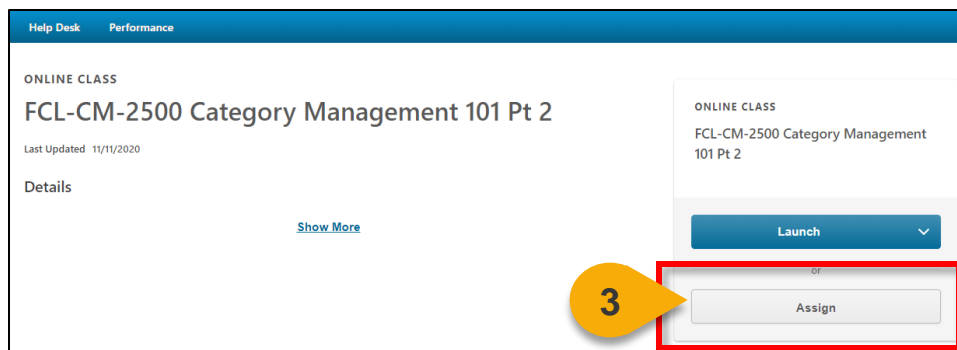 Help Desk Performance
ONLINE CLASS
FCL-CM-2500 Category Management 101 Pt 2
Last Updated 11/11/2020
Details
Show More
ONLINE CLASS
FCL-CM-2500 Category Management
101 Pt 2
Launch
or
3
Assign